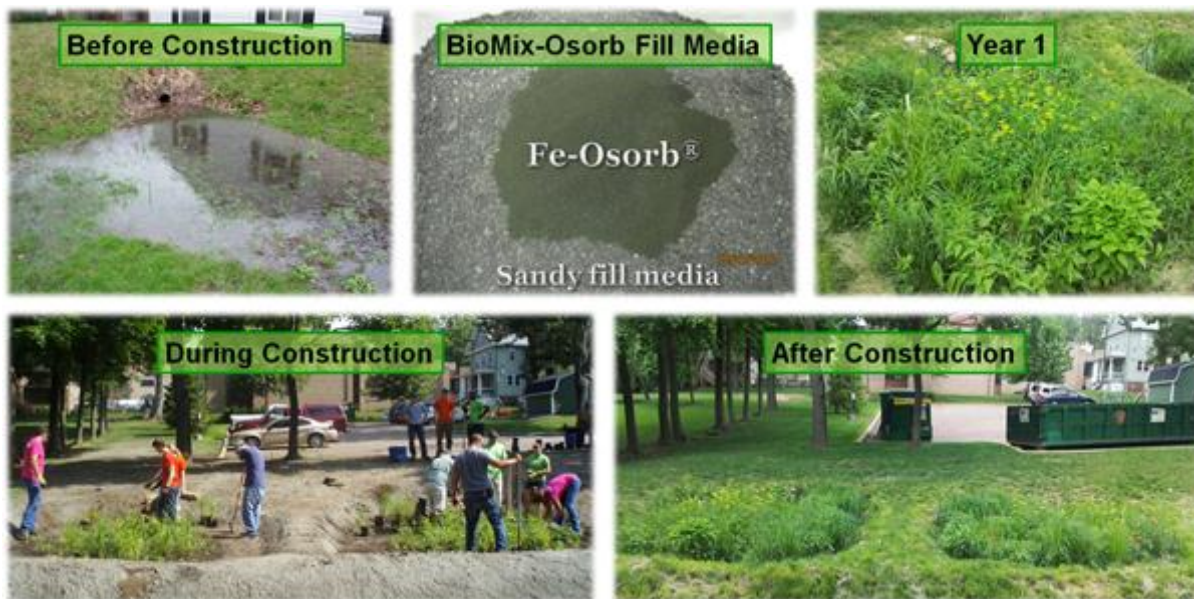 Before Construction
BioMix-Osorb Fill Media
Year 1
Fe-Osorb®
Sandy fill media
During Construction
After Construction